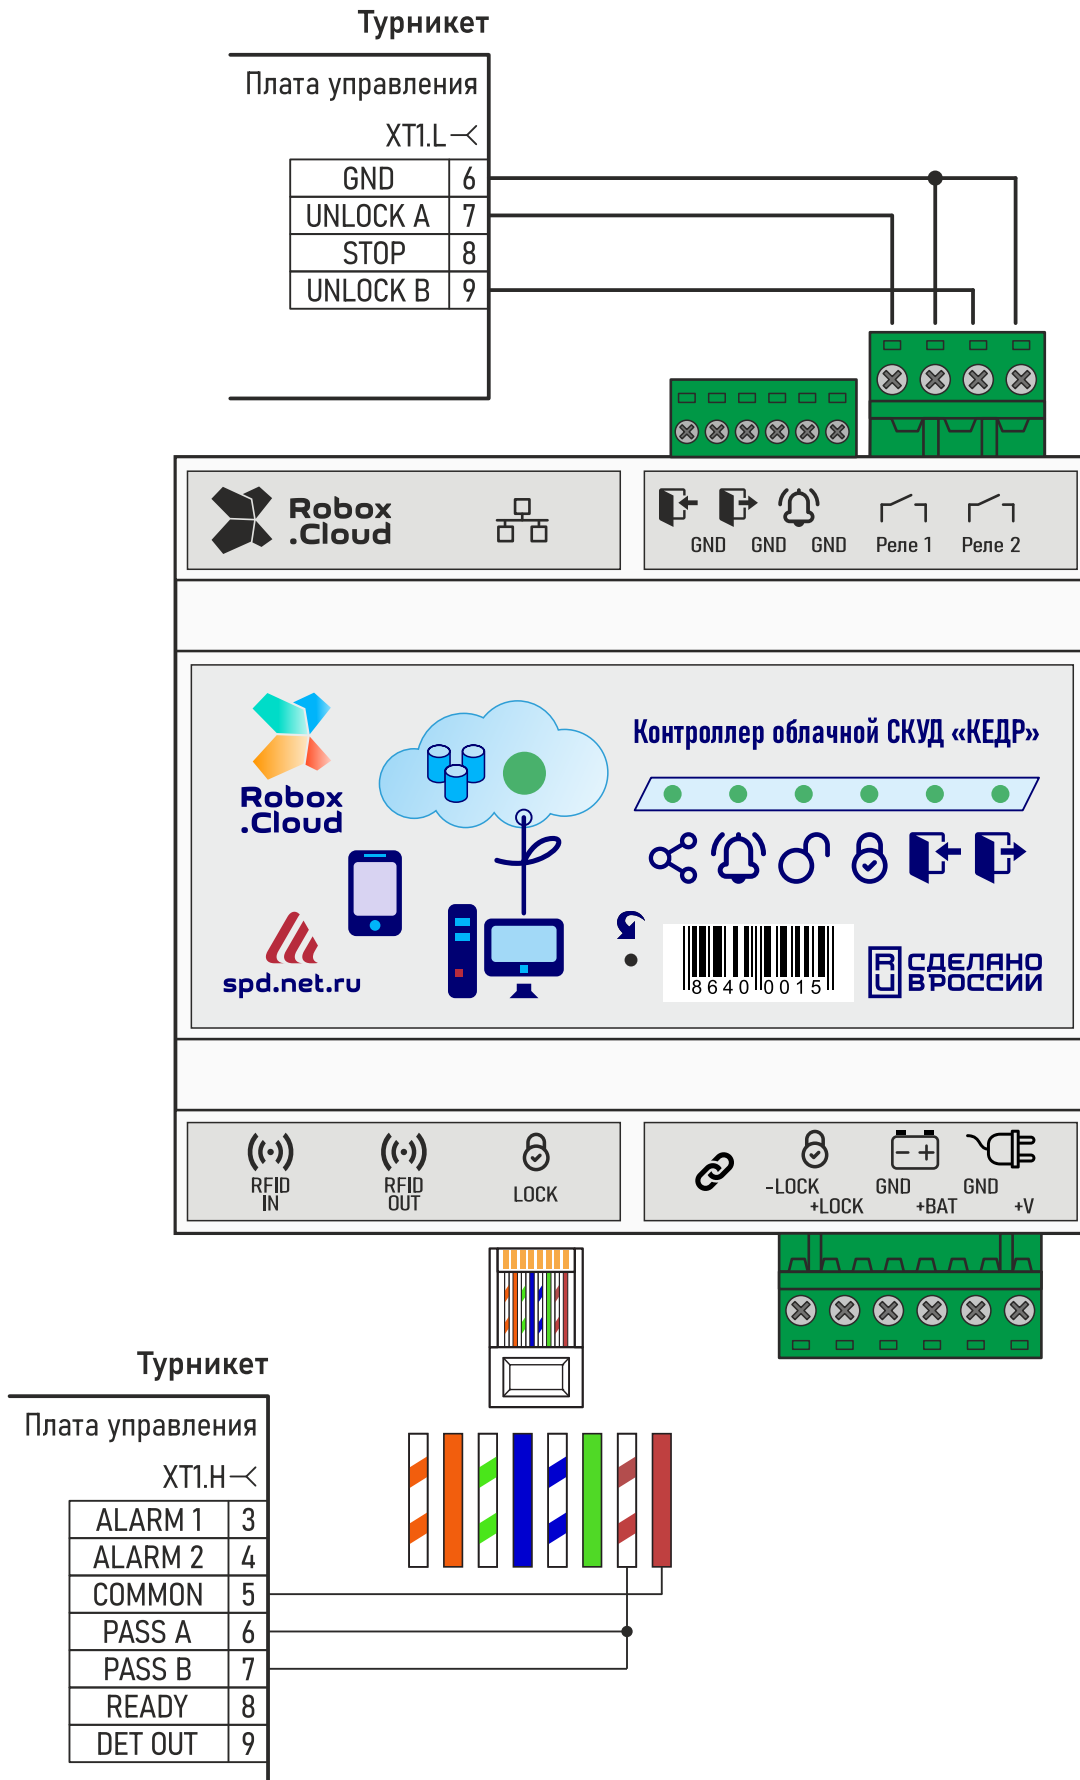 Турникет
Плата управления
XT1.L
GND 6
UNLOCK A 7
STOP 8
UNLOCK B 9
Robox
.Cloud
GND GND GND Реле 1 Реле 2
Robox
.Cloud
Контроллер облачной СКУД «КЕДР»
spd.net.ru
8640 0015
RU СДЕЛАНО
В РОССИИ
RFID
IN
RFID
OUT
LOCK
-LOCK GND GND
+LOCK +BAT +V
Турникет
Плата управления
XT1.H
ALARM 1 3
ALARM 2 4
COMMON 5
PASS A 6
PASS B 7
READY 8
DET OUT 9